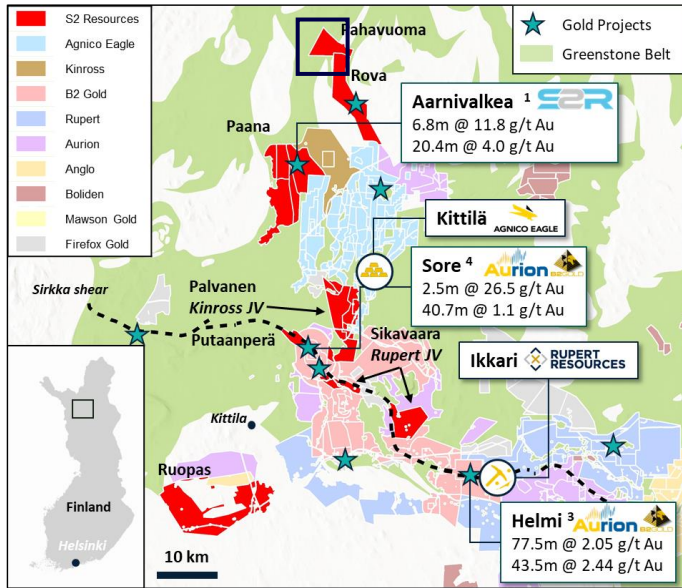 S2 Resources
Agnico Eagle
Kinross
B2 Gold
Rupert
Aurion
Anglo
Boliden
Mawson Gold
Firefox Gold
Gold Projects
Greenstone Belt
Pahavuoma
Rova
Paana
Aarnivalkea 1 S2R
6.8m @ 11.8 g/t Au
20.4m @ 4.0 g/t Au
Kittilä AGNICO EAGLE
Sore 4 Aurion B2GOLD
2.5m @ 26.5 g/t Au
40.7m @ 1.1 g/t Au
Sirkka shear
Palvanen
Kinross JV
Putaanperä
Sikavaara
Rupert JV
Ikkari RUPERT
RESOURCES
Kittila
Ruopas
Finland
Helsinki
10 km
Helmi 3 Aurion B2GOLD
77.5m @ 2.05 g/t Au
43.5m @ 2.44 g/t Au